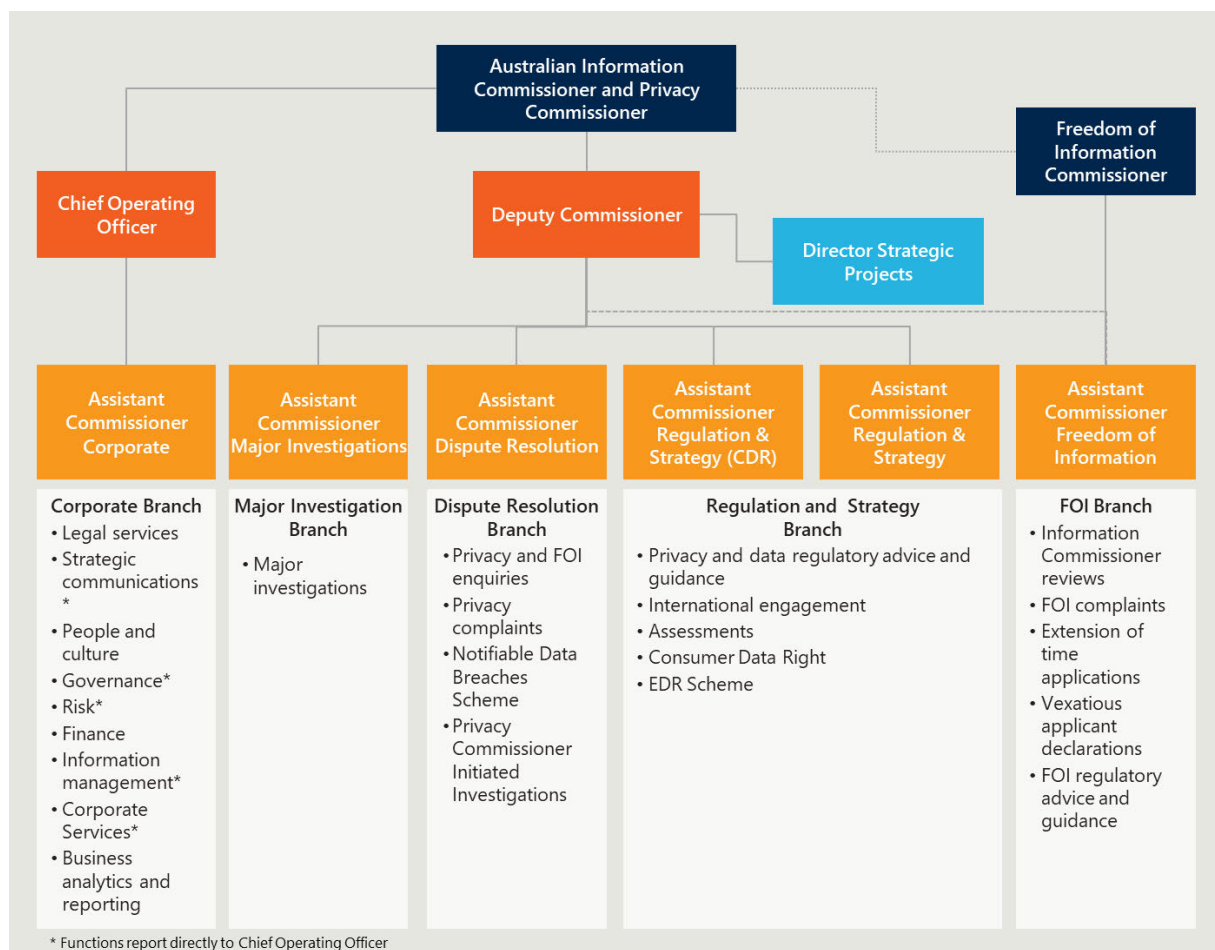 Australian Information
Commissioner and Privacy
Commissioner
Freedom of
Information
Commissioner
Chief Operating
Officer
Deputy Commissioner
Director Strategic
Projects
Assistant
Commissioner
Corporate
Assistant
Commissioner
Major Investigations
Assistant
Commissioner
Dispute Resolution
Assistant
Commissioner
Regulation &
Strategy (CDR)
Assistant
Commissioner
Regulation &
Strategy
Assistant
Commissioner
Freedom of
Information
Corporate Branch
• Legal services
• Strategic
communications
*
• People and
culture
• Governance*
• Risk*
• Finance
• Information
management*
• Corporate
Services*
• Business
analytics and
reporting
Major Investigation
Branch
• Major
investigations
Dispute Resolution
Branch
• Privacy and FOI
enquiries
• Privacy
complaints
• Notifiable Data
Breaches
Scheme
• Privacy
Commissioner
Initiated
Investigations
Regulation and Strategy
Branch
• Privacy and data regulatory advice and
guidance
• International engagement
• Assessments
• Consumer Data Right
• EDR Scheme
FOI Branch
• Information
Commissioner
reviews
• FOI complaints
• Extension of
time
applications
• Vexatious
applicant
declarations
• FOI regulatory
advice and
guidance
* Functions report directly to Chief Operating Officer